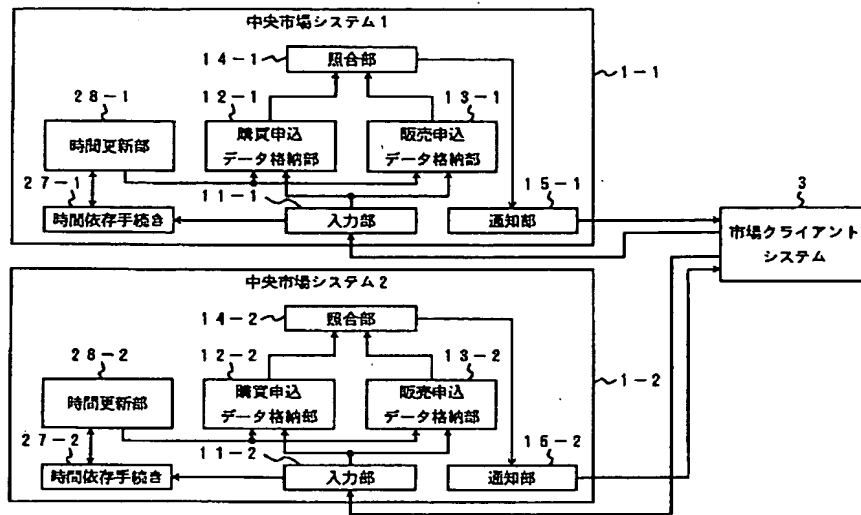 中央市場システム1
14-1
照合部
1-1
12-1
13-1
28-1
時間更新部
購買申込
データ格納部
販売申込
データ格納部
27-1
11-1
15-1
時間依存手続き
入力部
通知部
3
市場クライアント
システム
中央市場システム2
14-2
照合部
12-2
13-2
28-2
1-2
時間更新部
購買申込
データ格納部
販売申込
データ格納部
27-2
11-2
15-2
時間依存手続き
入力部
通知部